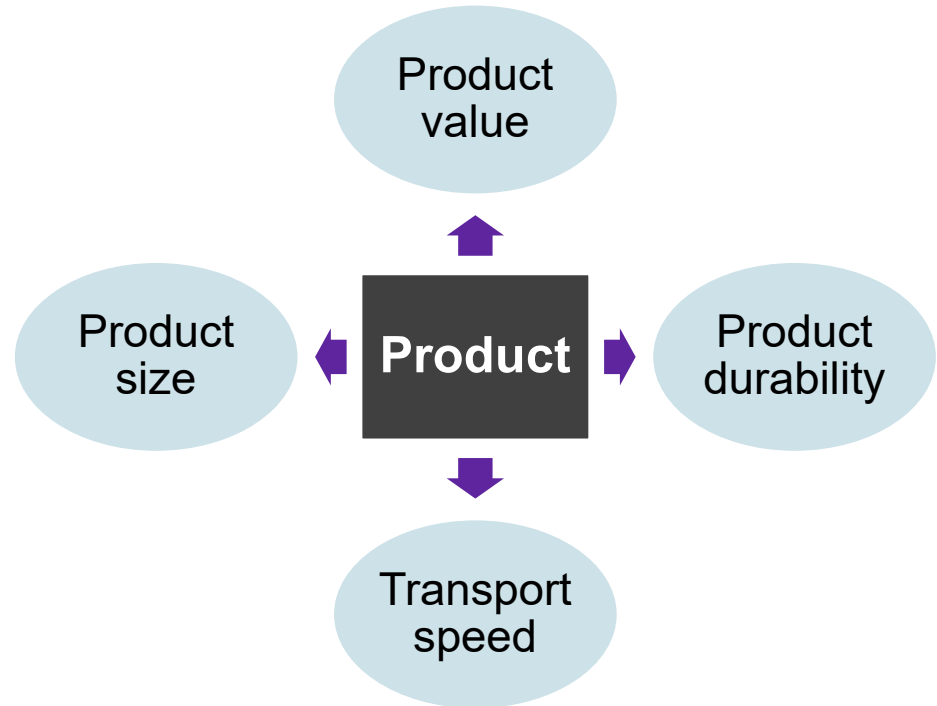 Product
value
Product
size
Product
Product
durability
Transport
speed